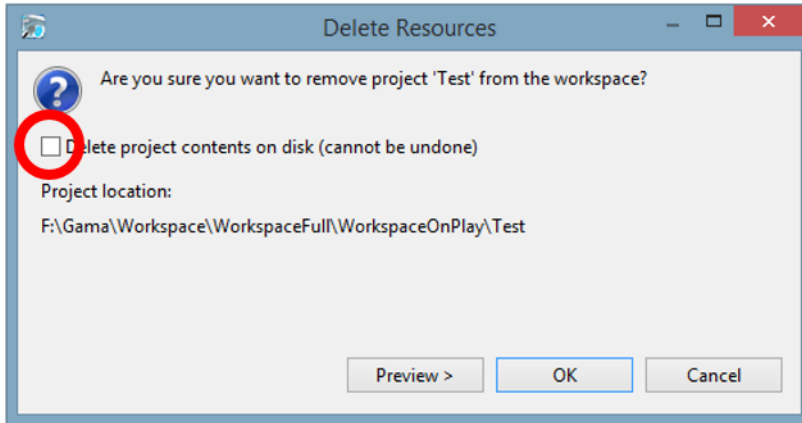 Delete Resources
Are you sure you want to remove project 'Test' from the workspace?
Delete project contents on disk (cannot be undone)
Project location:
F:\Gama\Workspace\WorkspaceFull\WorkspaceOnPlay\Test
Preview > OK Cancel